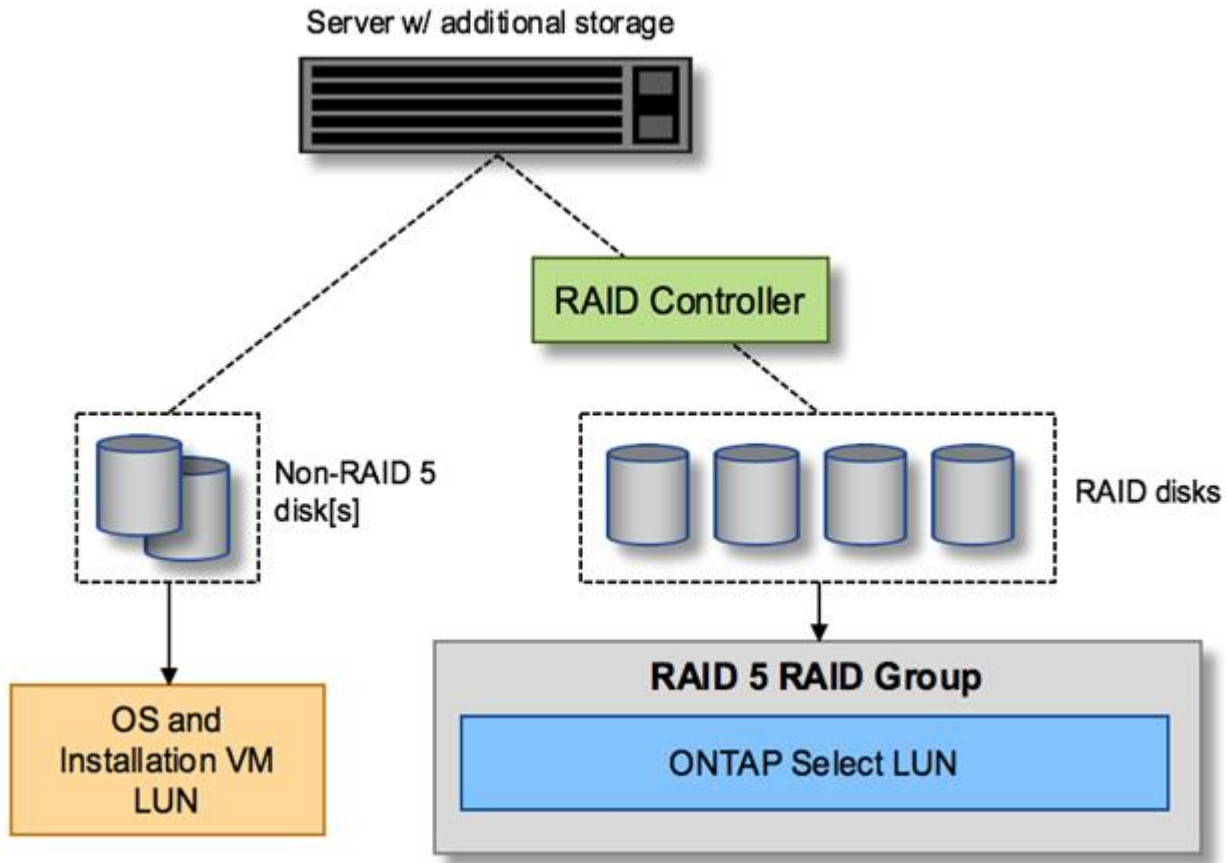 Server w/ additional storage
RAID Controller
Non-RAID 5
disk[s]
RAID disks
OS and
Installation VM
LUN
RAID 5 RAID Group
ONTAP Select LUN